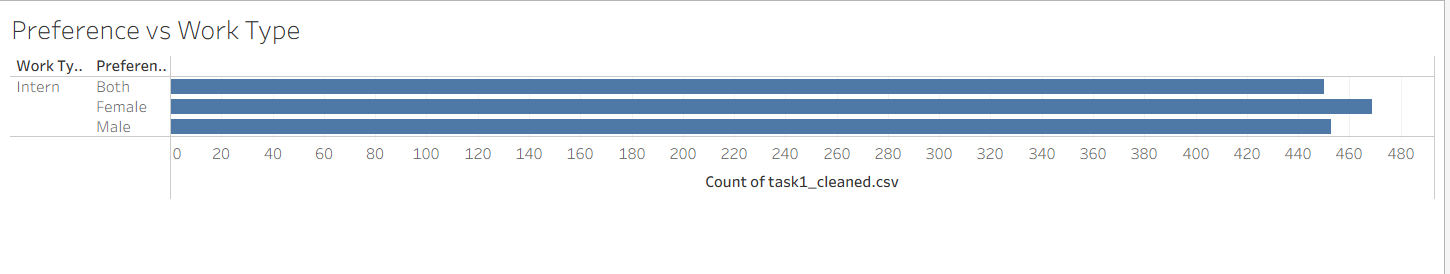 Preference vs Work Type
Work Ty.. Preferen..
Intern Both
Female
Male
0 20 40 60 80 100 120 140 160 180 200 220 240 260 280 300 320 340 360 380 400 420 440 460 480
Count of task1_cleaned.csv